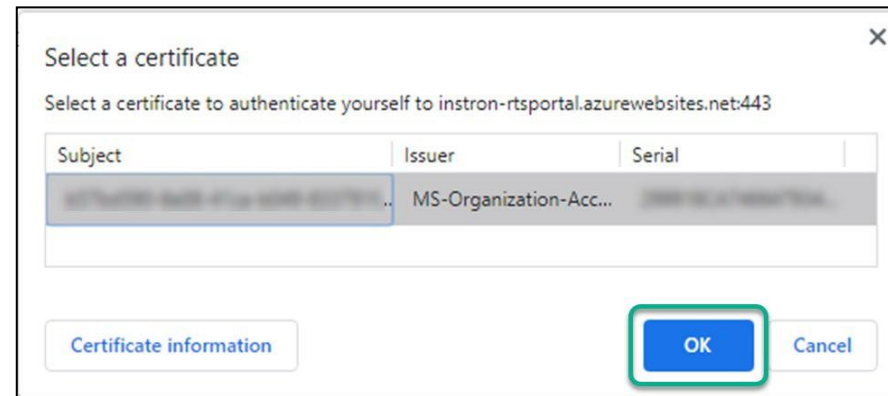 Select a certificate
Select a certificate to authenticate yourself to instron-rtsportal.azurewebsites.net:443
Subject Issuer Serial
MS-Organization-Acc...
Certificate information OK Cancel